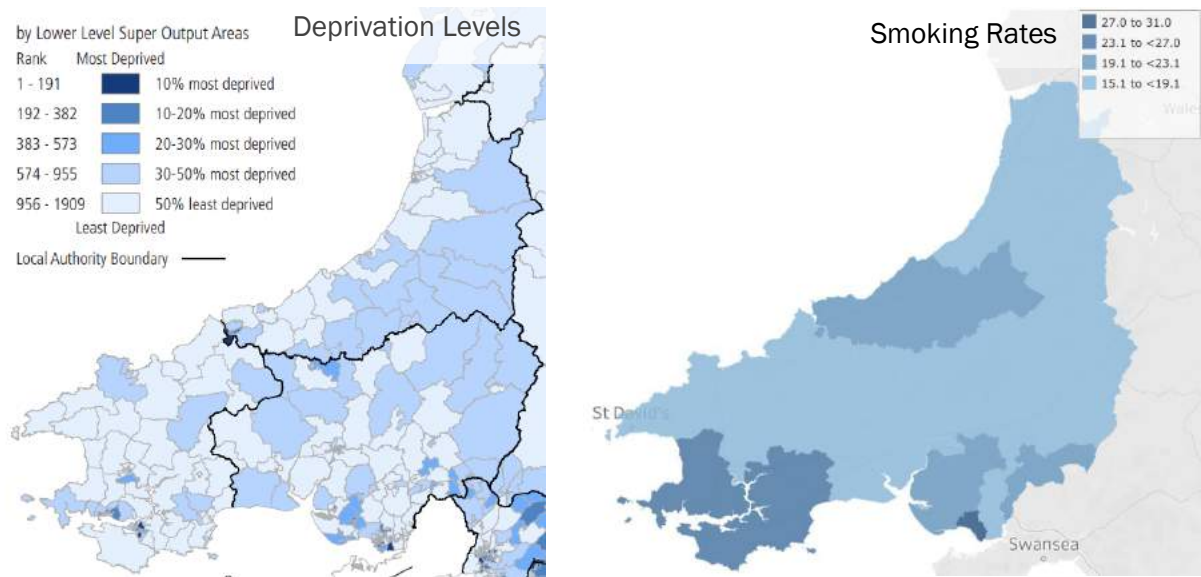 Deprivation Levels
by Lower Level Super Output Areas
Rank Most Deprived
1 - 191 10% most deprived
192 - 382 10-20% most deprived
383 - 573 20-30% most deprived
574 - 955 30-50% most deprived
956 - 1909 50% least deprived
Least Deprived
Local Authority Boundary
Smoking Rates
27.0 to 31.0
23.1 to <27.0
19.1 to <23.1
15.1 to <19.1
Wales
St David's
Swansea